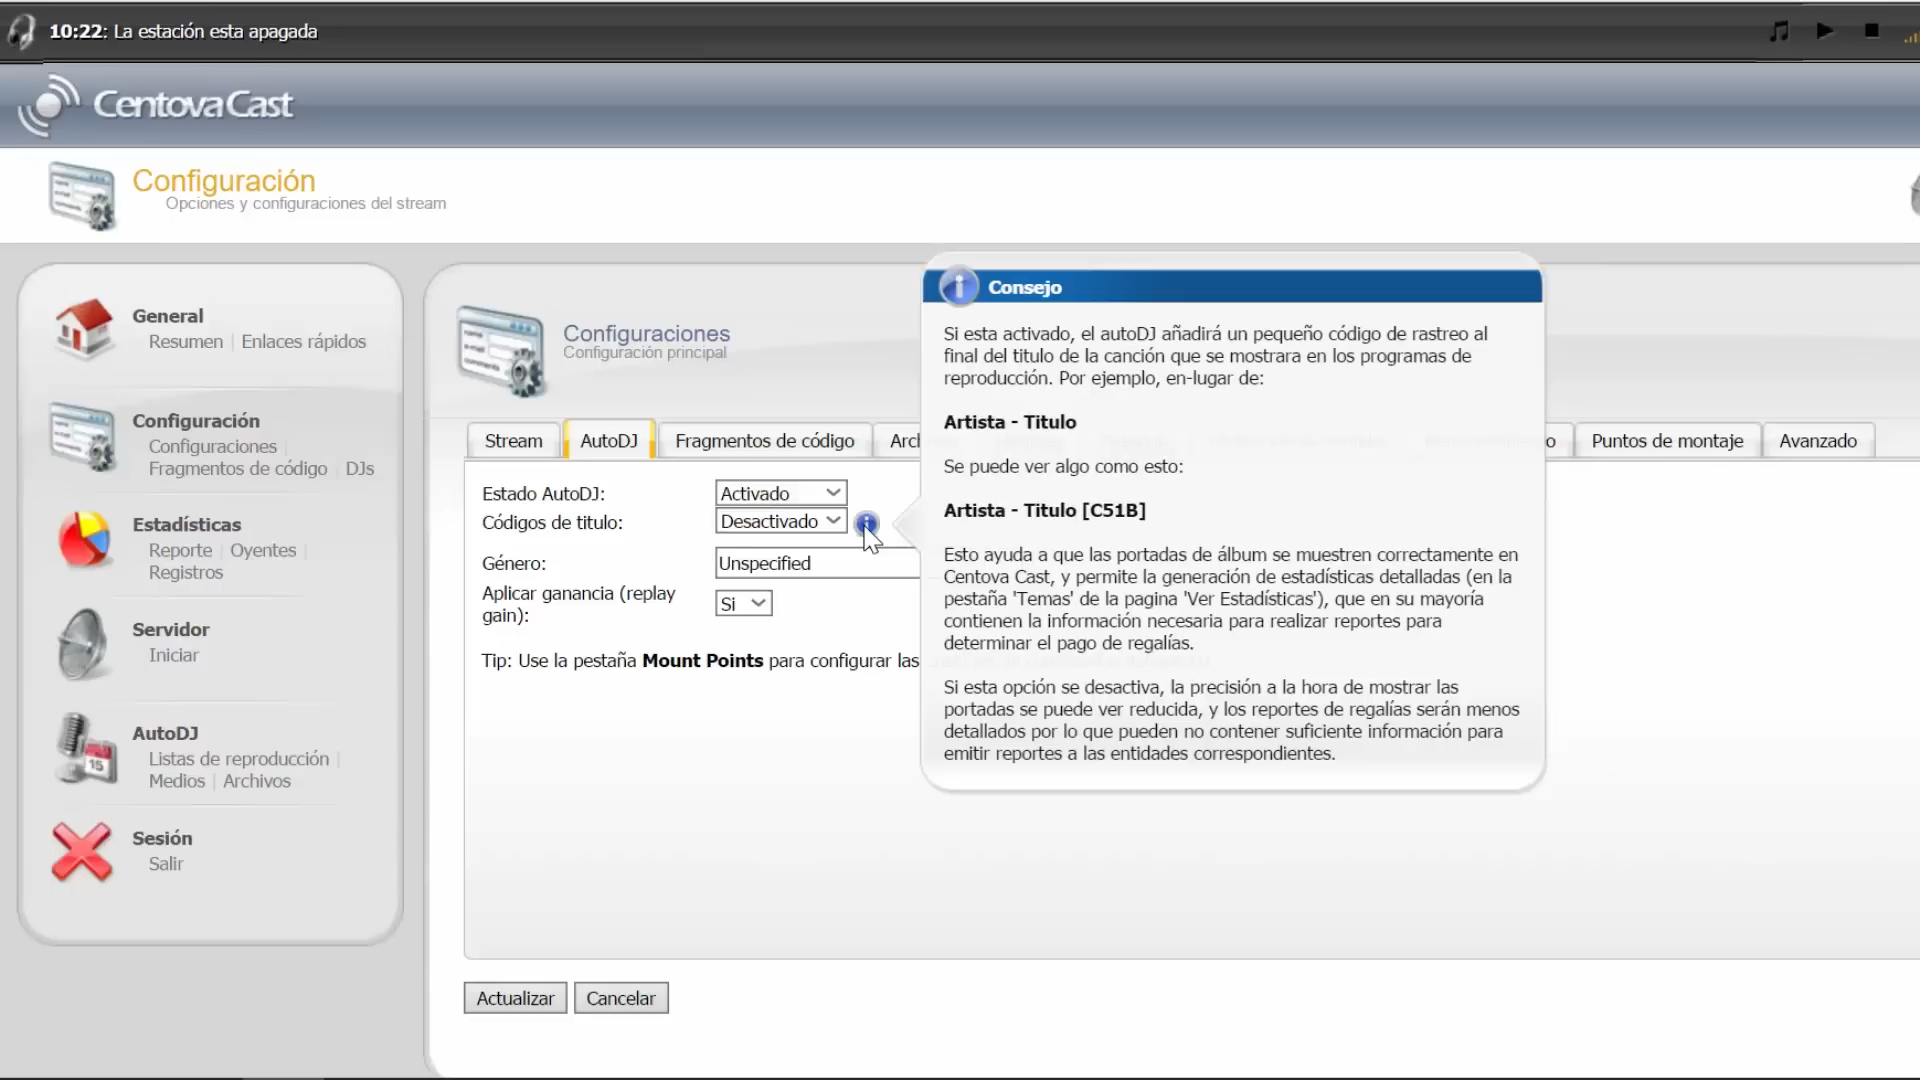 10:22: La estación esta apagada
CentovaCast
Configuración
Opciones y configuraciones del stream
General
Resumen | Enlaces rápidos
Configuración
Configuraciones |
Fragmentos de código | DJs
Estadísticas
Reporte | Oyentes |
Registros
Servidor
Iniciar
AutoDJ
Listas de reproducción |
Medios | Archivos
Sesión
Salir
Configuraciones
Configuración principal
Stream
AutoDJ
Fragmentos de código
Arc
o
Puntos de montaje
Avanzado
Estado AutoDJ:
Activado
Códigos de titulo:
Desactivado
Género:
Unspecified
Aplicar ganancia (replay
gain):
Si
Tip: Use la pestaña Mount Points para configurar las
Consejo
Si esta activado, el autoDJ añadirá un pequeño código de rastreo al
final del titulo de la canción que se mostrara en los programas de
reproducción. Por ejemplo, en-lugar de:
Artista - Titulo
Se puede ver algo como esto:
Artista - Titulo [C51B]
Esto ayuda a que las portadas de álbum se muestren correctamente en
Centova Cast, y permite la generación de estadísticas detalladas (en la
pestaña 'Temas' de la pagina 'Ver Estadísticas'), que en su mayoría
contienen la información necesaria para realizar reportes para
determinar el pago de regalías.
Si esta opción se desactiva, la precisión a la hora de mostrar las
portadas se puede ver reducida, y los reportes de regalías serán menos
detallados por lo que pueden no contener suficiente información para
emitir reportes a las entidades correspondientes.
Actualizar
Cancelar